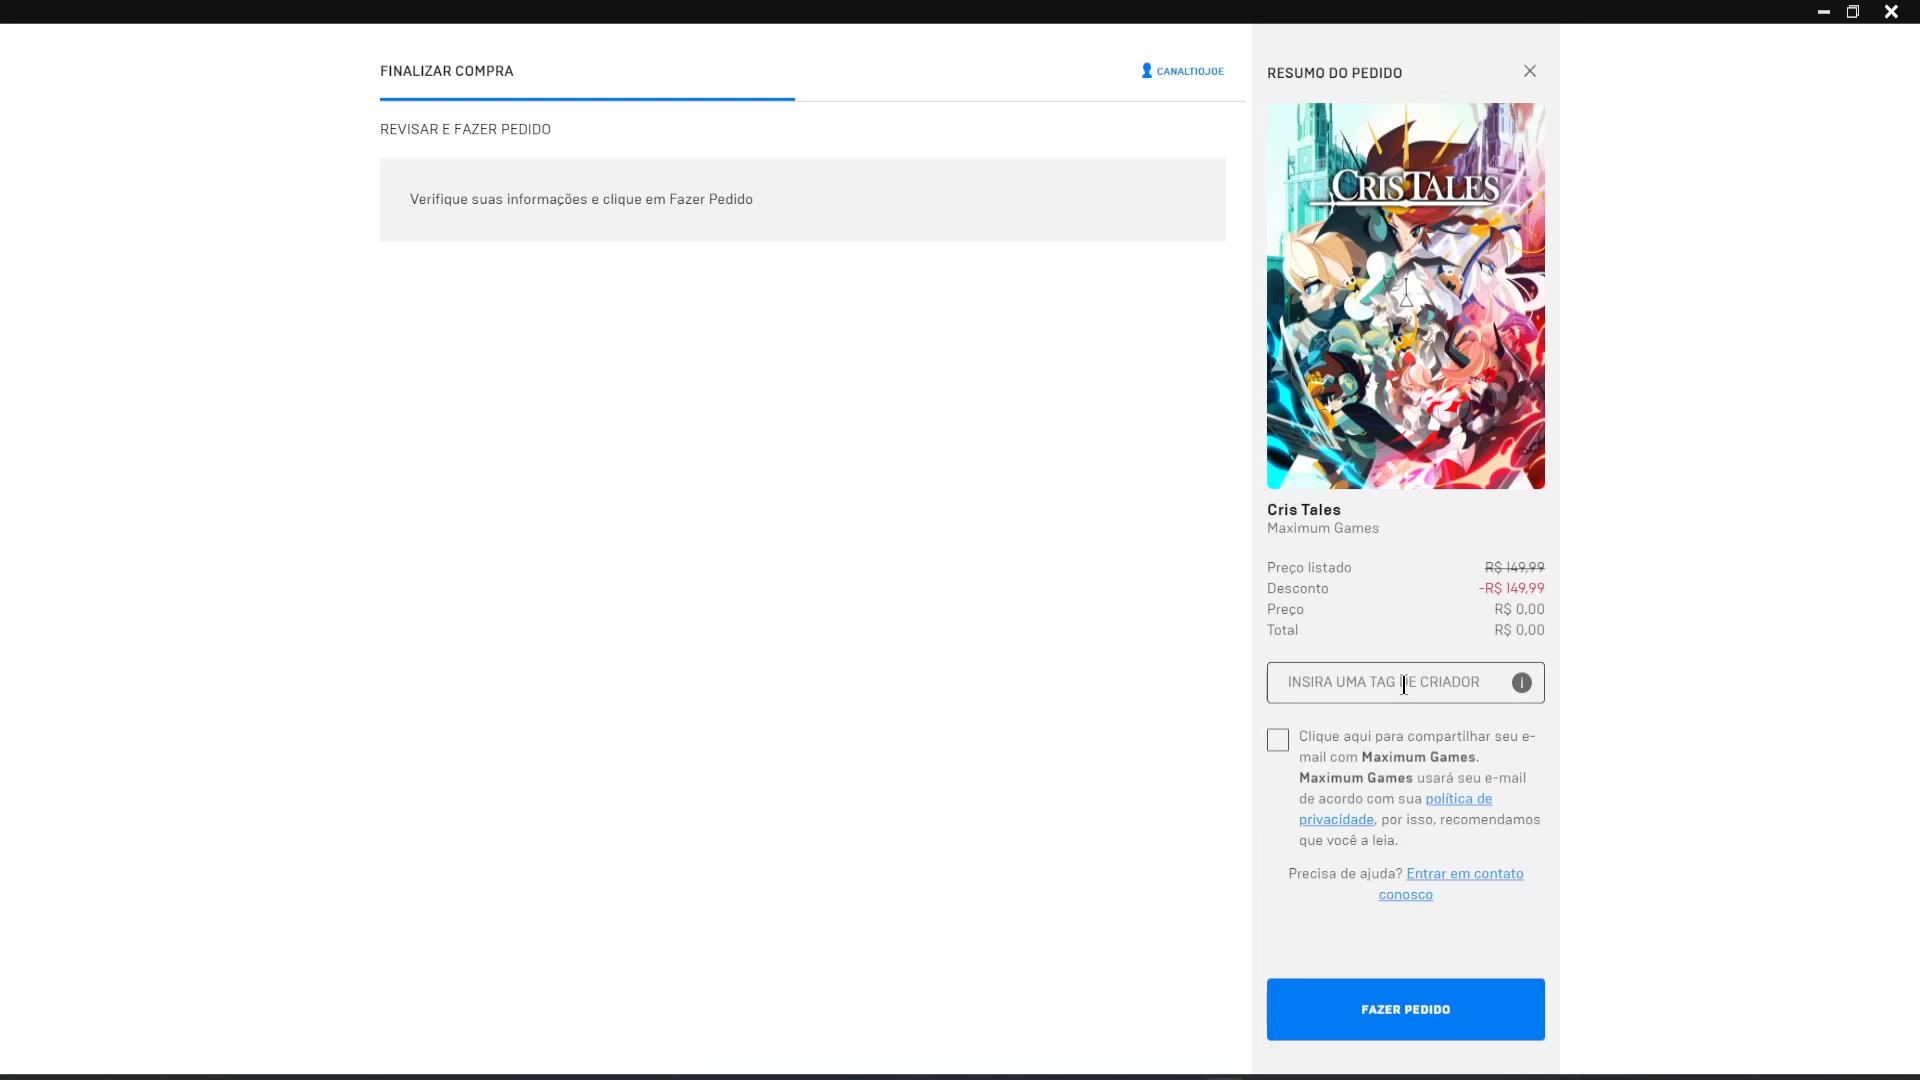 FINALIZAR COMPRA
CANALTIOJOE
REVISAR E FAZER PEDIDO
Verifique suas informações e clique em Fazer Pedido
RESUMO DO PEDIDO
CRISTALES
Cris Tales
Maximum Games
Preço listado R$ 149,99
Desconto -R$ 149,99
Preço R$ 0,00
Total R$ 0,00
INSIRA UMA TAG DE CRIADOR
Clique aqui para compartilhar seu e-
mail com Maximum Games.
Maximum Games usará seu e-mail
de acordo com sua política de
privacidade, por isso, recomendamos
que você a leia.
Precisa de ajuda? Entrar em contato
conosco
FAZER PEDIDO